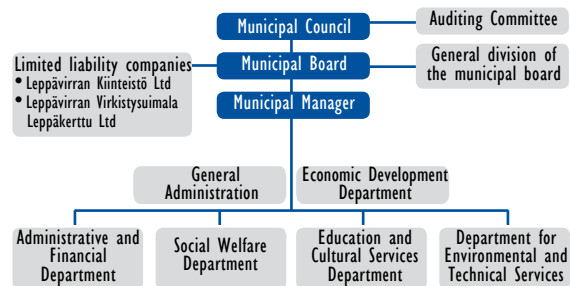 Municipal Council
Auditing Committee
Limited liability companies
• Leppävirran Kiinteistö Ltd
• Leppävirran Virkistysuimala
Leppäkerttu Ltd
Municipal Board
General division of
the municipal board
Municipal Manager
General
Administration
Economic Development
Department
Administrative and
Financial
Department
Social Welfare
Department
Education and
Cultural Services
Department
Department for
Environmental and
Technical Services